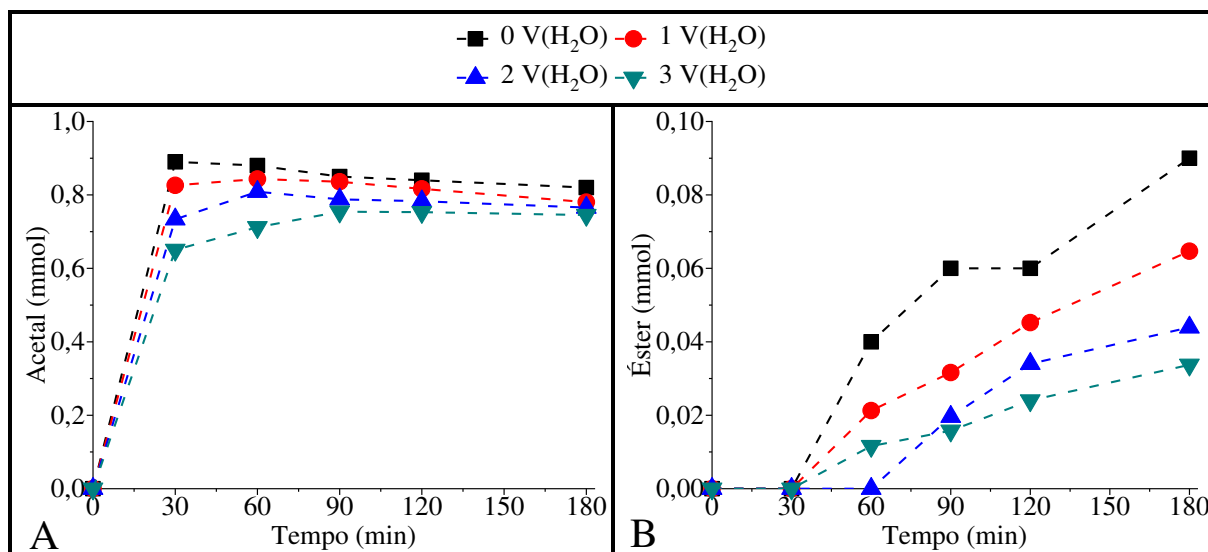 0 V(H₂O) 1 V(H₂O)
2 V(H₂O) 3 V(H₂O)
Acetal (mmol)
1,0
0,8
0,6
0,4
0,2
0,0
0 30 60 90 120 150 180
Tempo (min)
A
Éster (mmol)
0,10
0,08
0,06
0,04
0,02
0,00
0 30 60 90 120 150 180
Tempo (min)
B